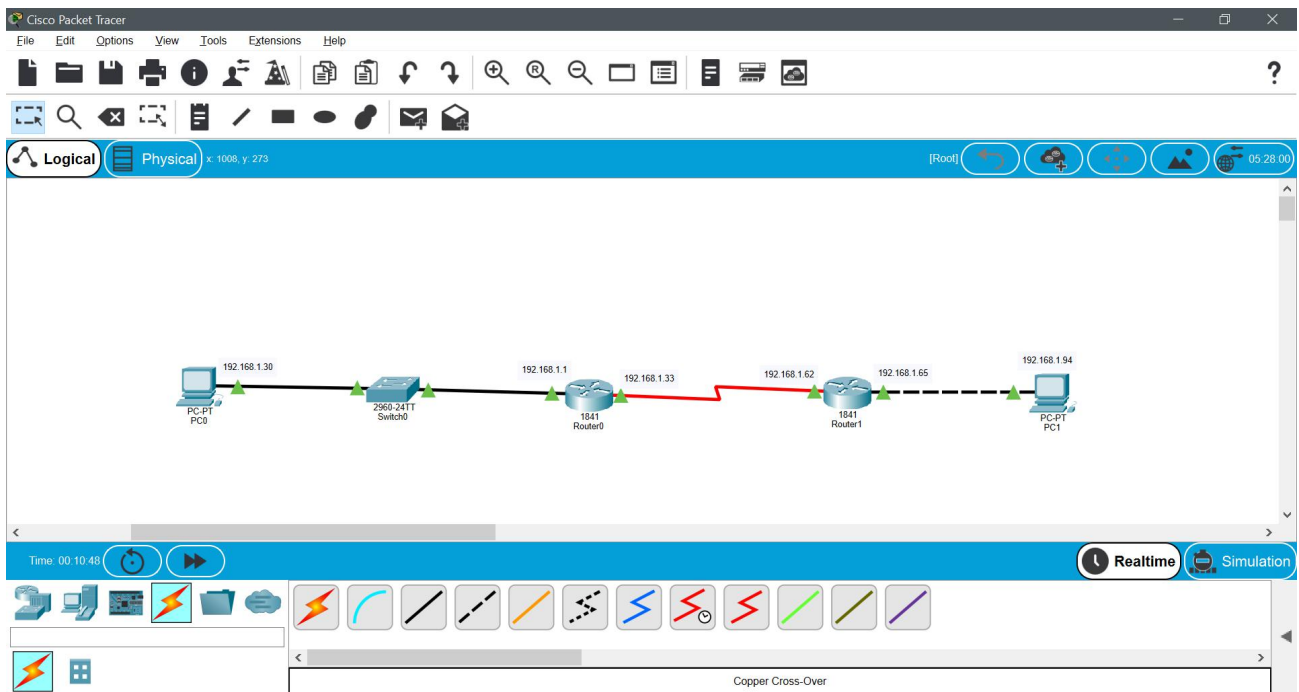 Cisco Packet Tracer
File Edit Options View Tools Extensions Help
?
Logical Physical x: 1008, y: 273 [Root] 05:28:00
192.168.1.30
192.168.1.1
192.168.1.33
192.168.1.62
192.168.1.65
192.168.1.94
PC-PT
PC0
2960-24TT
Switch0
1841
Router0
1841
Router1
PC-PT
PC1
Time: 00:10:48 Realtime Simulation
Copper Cross-Over